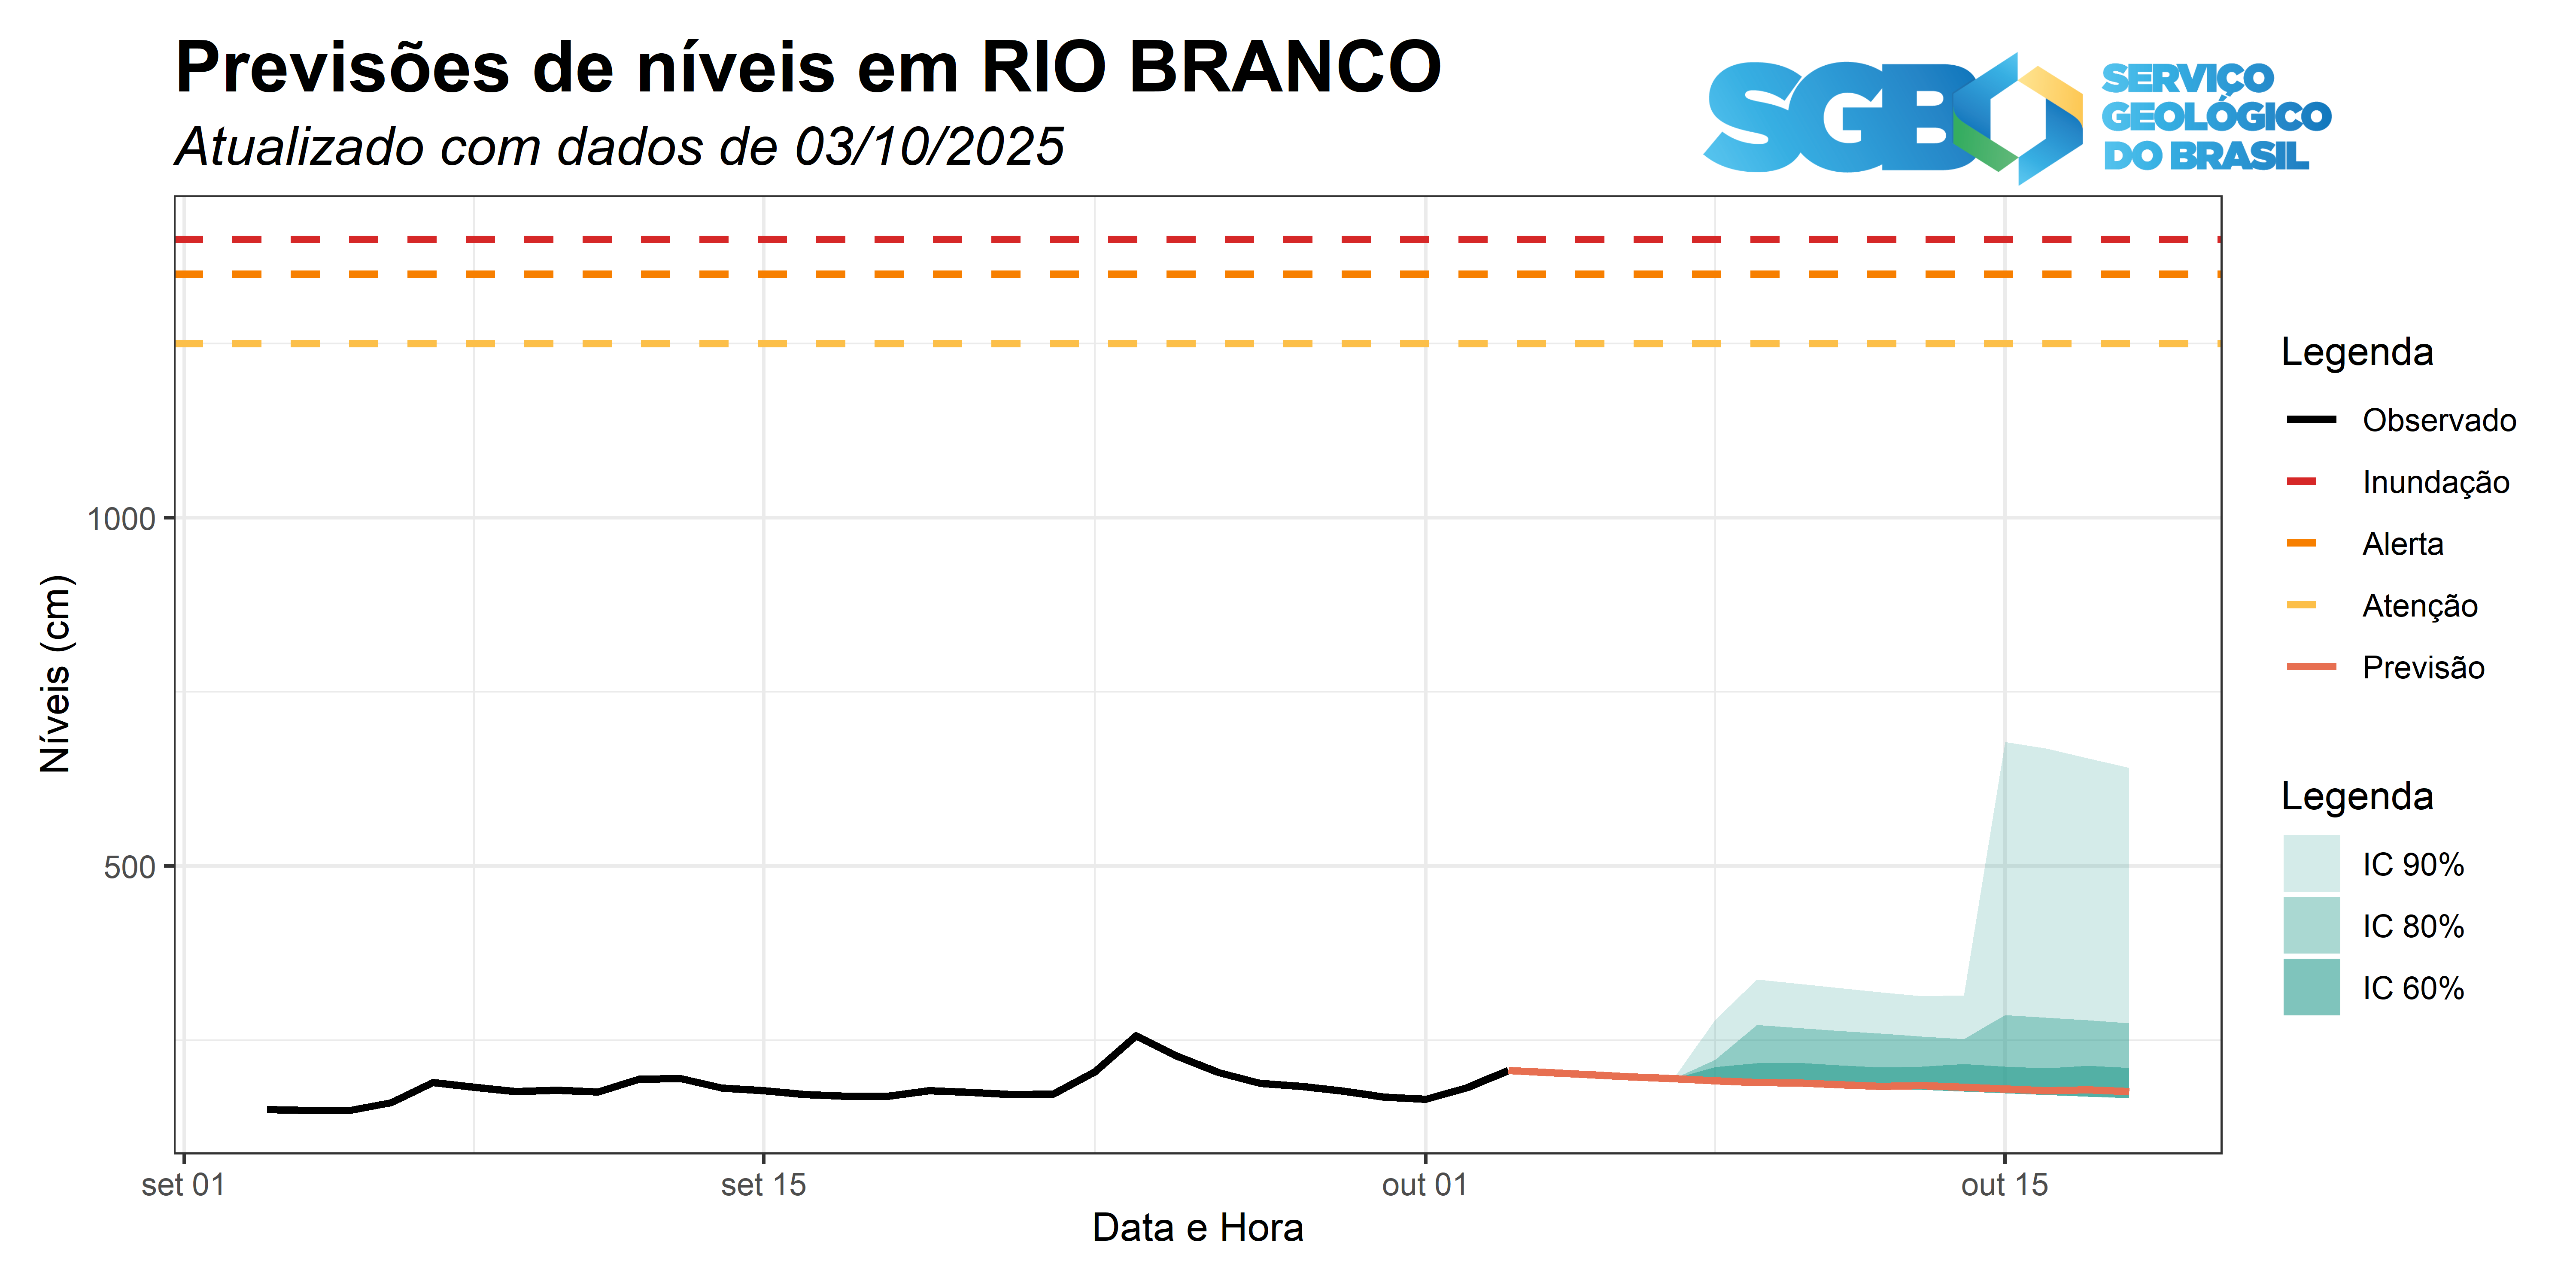 Previsões de níveis em RIO BRANCO
Atualizado com dados de 03/10/2025
SGB
SERVIÇO
GEOLÓGICO
DO BRASIL
1000
500
Níveis (cm)
set 01
set 15
out 01
out 15
Data e Hora
Legenda
Observado
Inundação
Alerta
Atenção
Previsão
Legenda
IC 90%
IC 80%
IC 60%